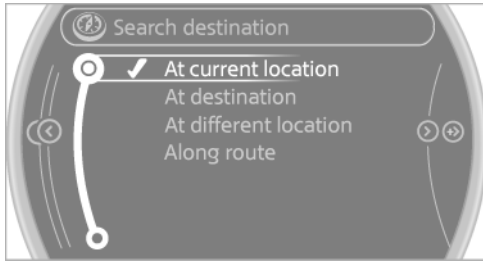 Search destination
At current location
At destination
At different location
Along route